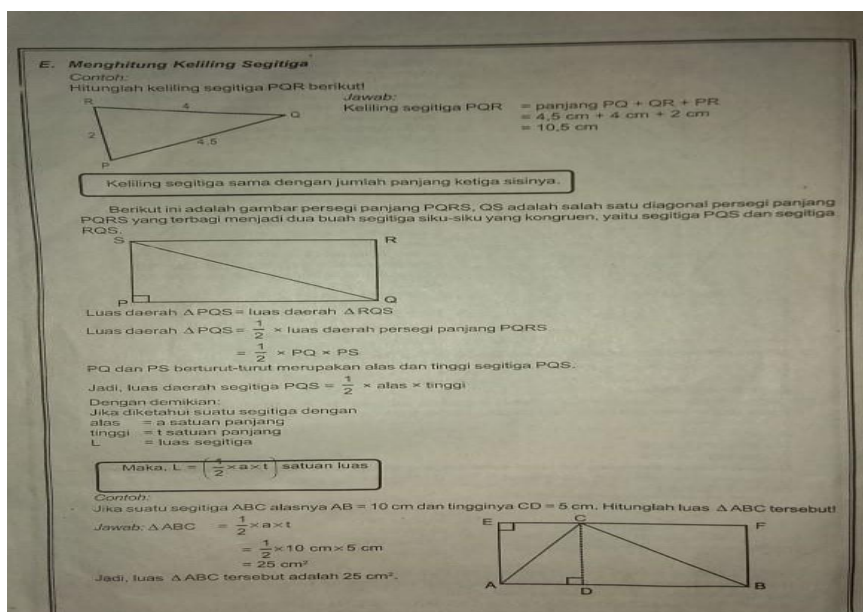 E. Menghitung Keliling Segitiga
Contoh:
Hitunglah keliling segitiga PQR berikut!
R 4 Q
2 4,5
P
Jawab:
Keliling segitiga PQR = panjang PQ + QR + PR
= 4,5 cm + 4 cm + 2 cm
= 10,5 cm
Keliling segitiga sama dengan jumlah panjang ketiga sisinya.
Berikut ini adalah gambar persegi panjang PQRS, QS adalah salah satu diagonal persegi panjang
PQRS yang terbagi menjadi dua buah segitiga siku-siku yang kongruen, yaitu segitiga PQS dan segitiga
RQS.
S R
P Q
Luas daerah Δ PQS = luas daerah Δ RQS
Luas daerah Δ PQS = 1/2 × luas daerah persegi panjang PQRS
= 1/2 × PQ × PS
PQ dan PS berturut-turut merupakan alas dan tinggi segitiga PQS.
Jadi, luas daerah segitiga PQS = 1/2 × alas × tinggi
Dengan demikian:
Jika diketahui suatu segitiga dengan
alas = a satuan panjang
tinggi = t satuan panjang
L = luas segitiga
Maka, L = (1/2 × a × t) satuan luas
Contoh:
Jika suatu segitiga ABC alasnya AB = 10 cm dan tingginya CD = 5 cm. Hitunglah luas Δ ABC tersebut!
Jawab: Δ ABC = 1/2 × a × t
= 1/2 × 10 cm × 5 cm
= 25 cm²
Jadi, luas Δ ABC tersebut adalah 25 cm².
E C F
A D B